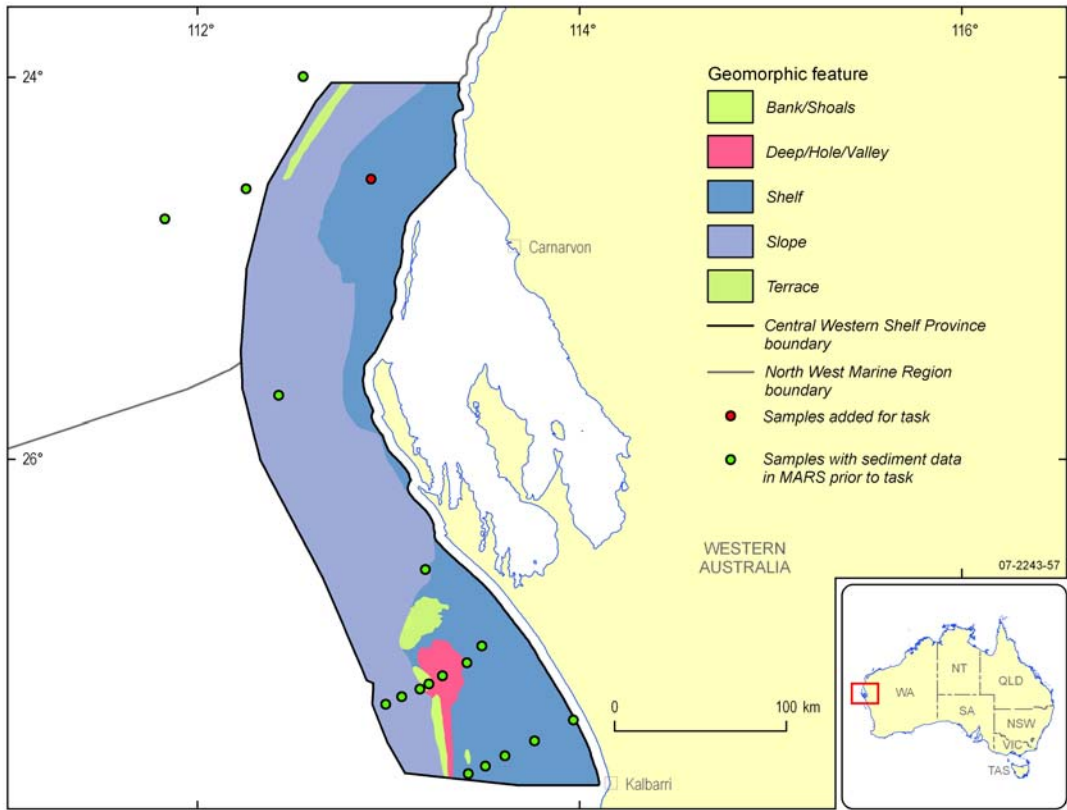 112°
114°
116°
24°
26°
Geomorphic feature
Bank/Shoals
Deep/Hole/Valley
Shelf
Slope
Terrace
Central Western Shelf Province
boundary
North West Marine Region
boundary
Samples added for task
Samples with sediment data
in MARS prior to task
Carnarvon
WESTERN
AUSTRALIA
07-2243-57
0
100 km
Kalbarri
WA
NT
QLD
SA
NSW
VIC
TAS